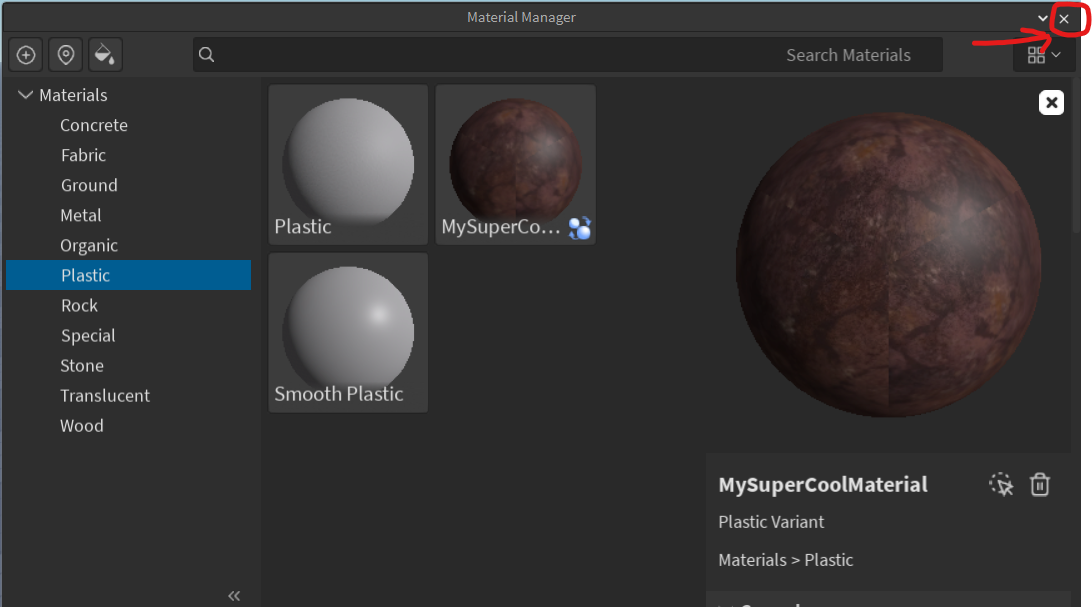 Material Manager
Search Materials
Materials
Concrete
Fabric
Ground
Metal
Organic
Plastic
Rock
Special
Stone
Translucent
Wood
Plastic
MySuperCo...
Smooth Plastic
MySuperCoolMaterial
Plastic Variant
Materials > Plastic